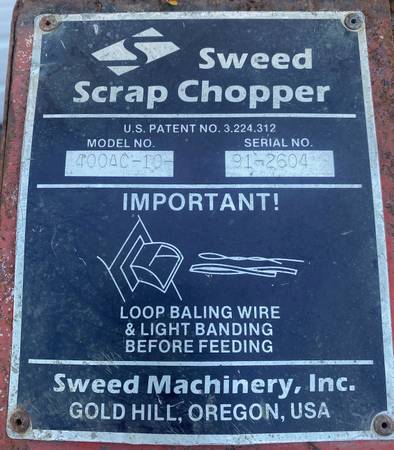 Sweed
Scrap Chopper
U.S. PATENT NO. 3.224.312
MODEL NO. SERIAL NO.
400AC-10- 91-2604
IMPORTANT!
LOOP BALING WIRE
& LIGHT BANDING
BEFORE FEEDING
Sweed Machinery, Inc.
GOLD HILL, OREGON, USA